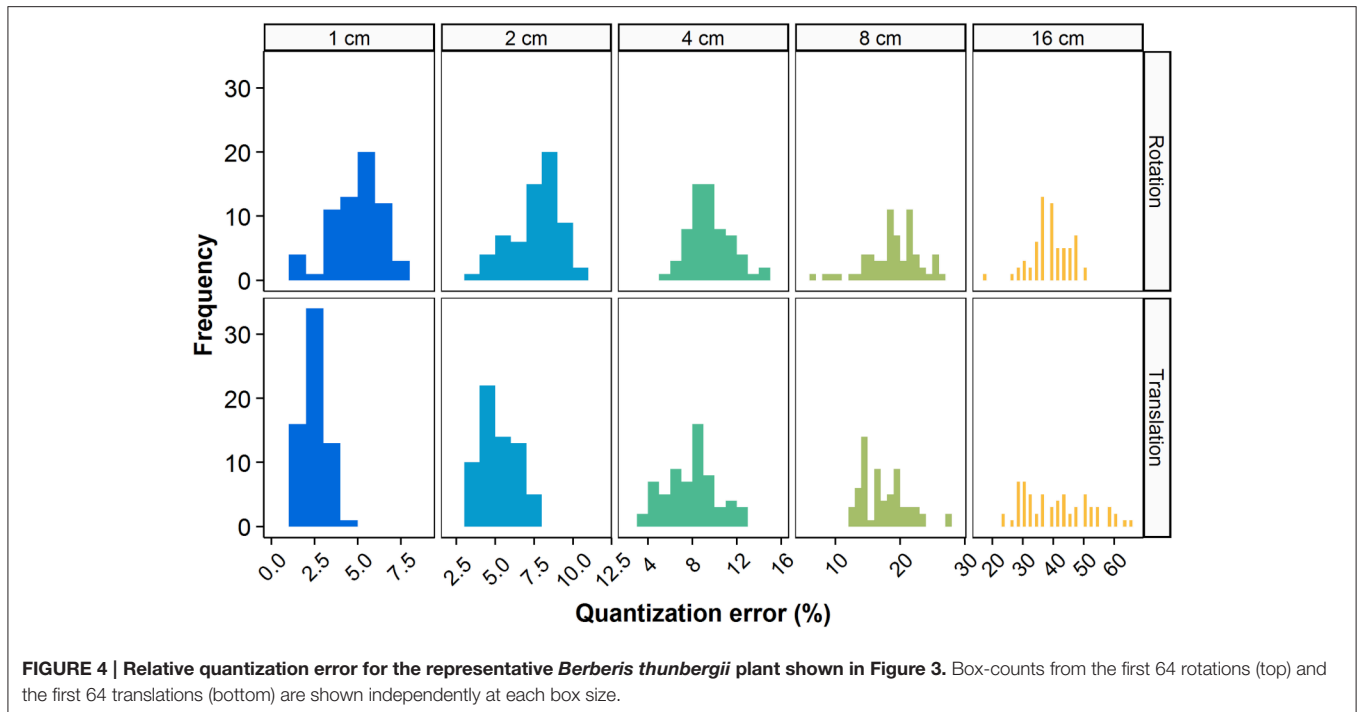 1 cm 2 cm 4 cm 8 cm 16 cm
30
20
10
0
Rotation
Frequency
30
20
10
0
Translation
0.0 2.5 5.0 7.5 2.5 5.0 7.5 10.0 12.5 4 8 12 16 10 20 30 20 30 40 50 60
Quantization error (%)
FIGURE 4 | Relative quantization error for the representative Berberis thunbergii plant shown in Figure 3. Box-counts from the first 64 rotations (top) and
the first 64 translations (bottom) are shown independently at each box size.